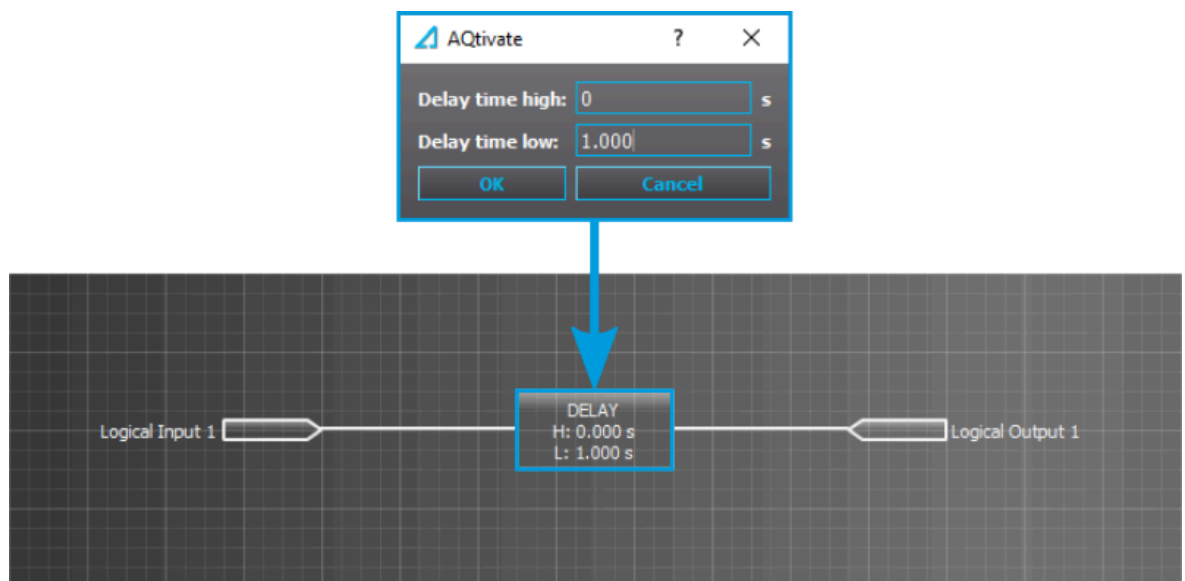 AQtivate ? ×
Delay time high: 0 s
Delay time low: 1.000 s
OK Cancel
DELAY
H: 0.000 s
L: 1.000 s
Logical Input 1
Logical Output 1